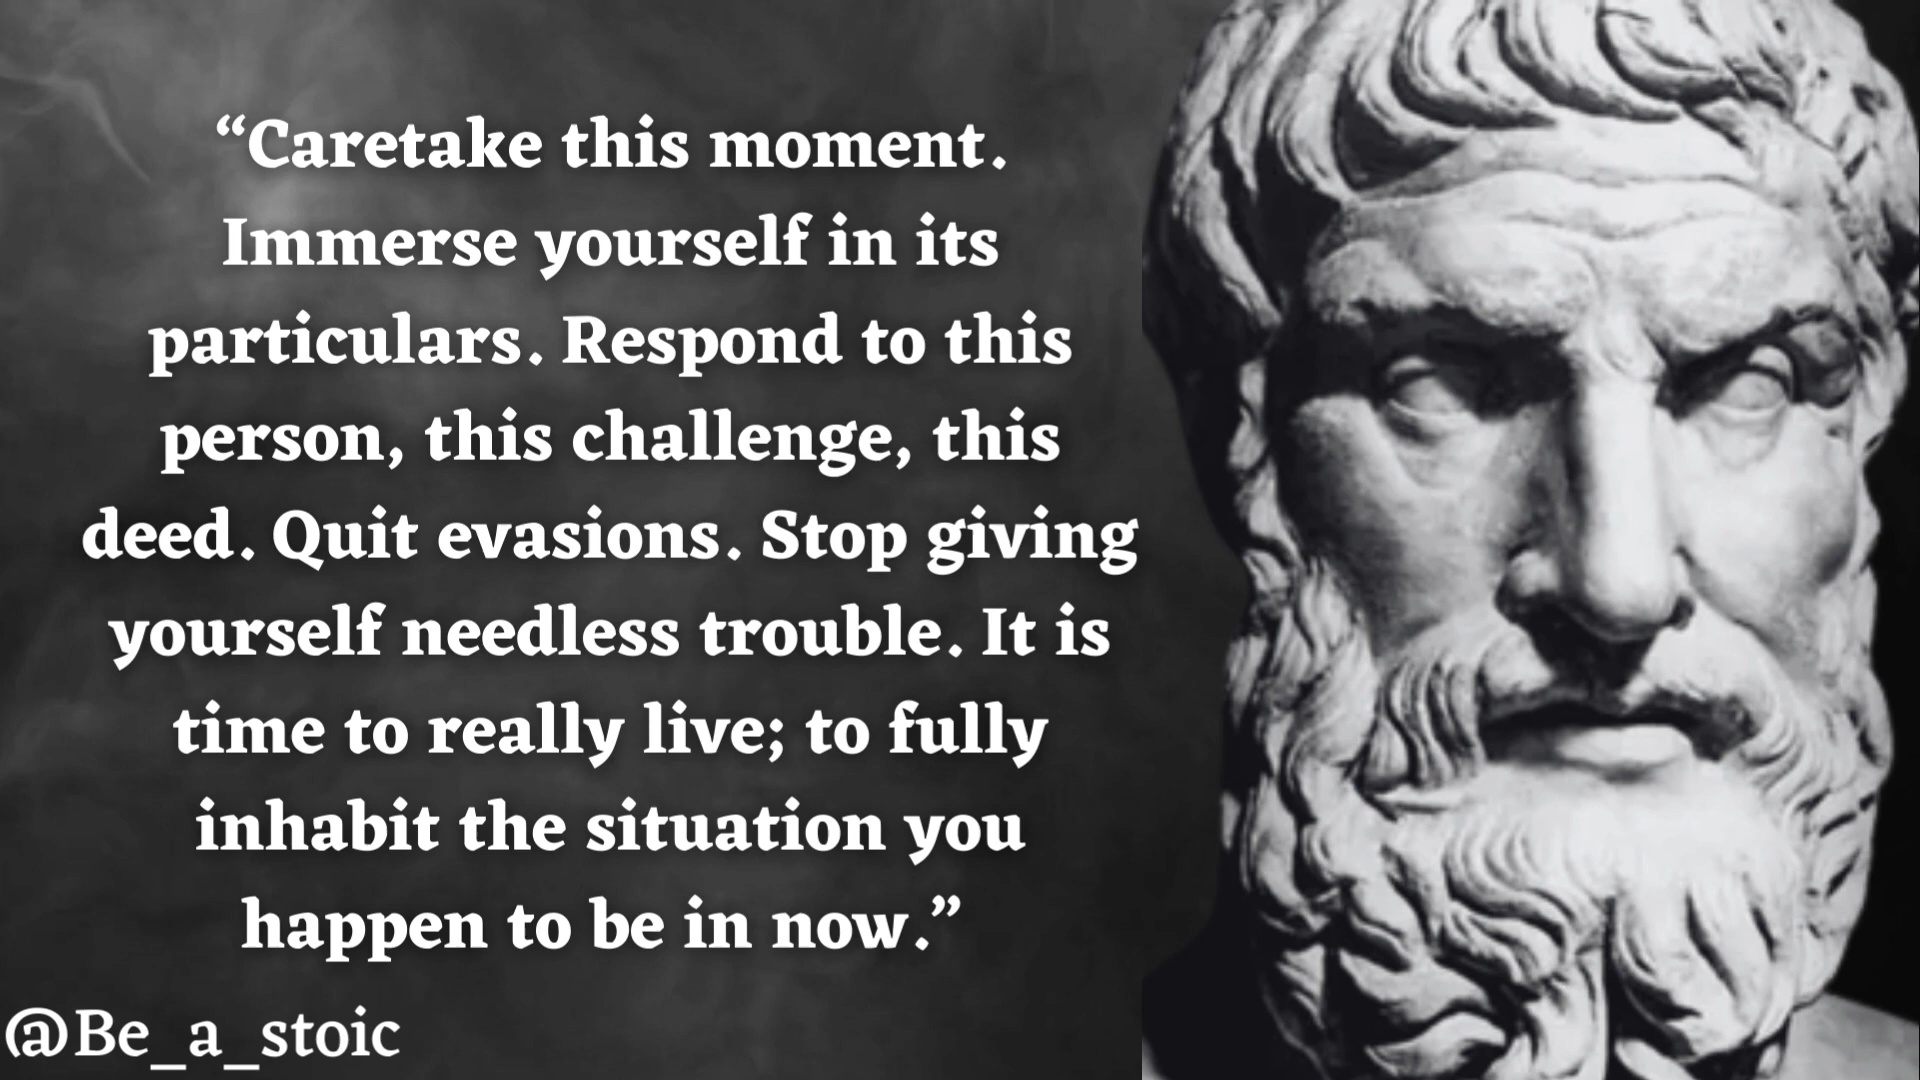 “Caretake this moment.
Immerse yourself in its
particulars. Respond to this
person, this challenge, this
deed. Quit evasions. Stop giving
yourself needless trouble. It is
time to really live; to fully
inhabit the situation you
happen to be in now.”
@Be_a_stoic